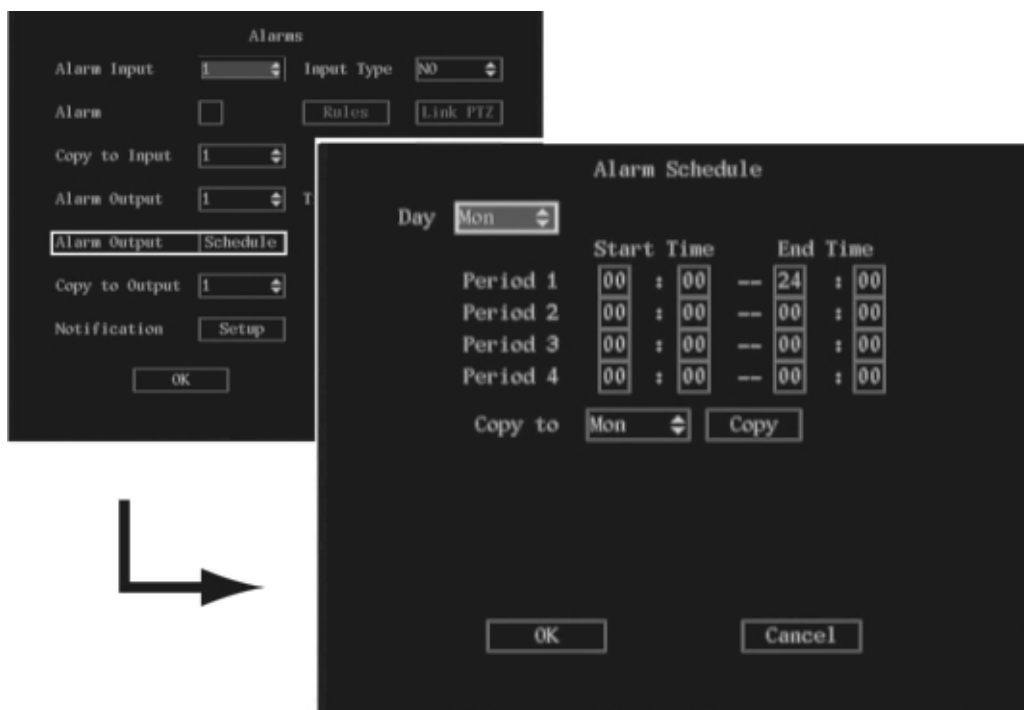 Alarms
Alarm Input 1 Input Type NO
Alarm Rules Link PTZ
Copy to Input 1
Alarm Output 1 T
Alarm Output Schedule
Copy to Output 1
Notification Setup
OK
Alarm Schedule
Day Mon
Start Time End Time
Period 1 00 : 00 -- 24 : 00
Period 2 00 : 00 -- 00 : 00
Period 3 00 : 00 -- 00 : 00
Period 4 00 : 00 -- 00 : 00
Copy to Mon Copy
OK Cancel